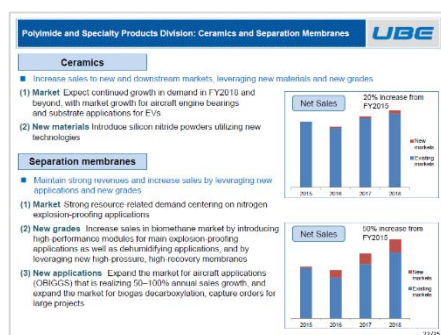 Polyimide and Specialty Products Division: Ceramics and Separation Membranes
UBE
Ceramics
■ Increase sales to new and downstream markets, leveraging new materials and new grades
(1) Market Expect continued growth in demand in FY2018 and
beyond, with market growth for aircraft engine bearings
and substrate applications for EVs
(2) New materials Introduce silicon nitride powders utilizing new
technologies
Net Sales
20% increase from
FY2015
New
markets
Existing
markets
2015 2016 2017 2018
Separation membranes
■ Maintain strong revenues and increase sales by leveraging new
applications and new grades
(1) Market Strong resource-related demand centering on nitrogen
explosion-proofing applications
(2) New grades Increase sales in biomethane market by introducing
high-performance modules for main explosion-proofing
applications as well as dehumidifying applications, and by
leveraging new high-pressure, high-recovery membranes
(3) New applications Expand the market for aircraft applications
(OBIGGS) that is realizing 50–100% annual sales growth, and
expand the market for biogas decarboxylation, capture orders for
large projects
Net Sales
50% increase from
FY2015
New
markets
Existing
markets
2015 2016 2017 2018
22/35